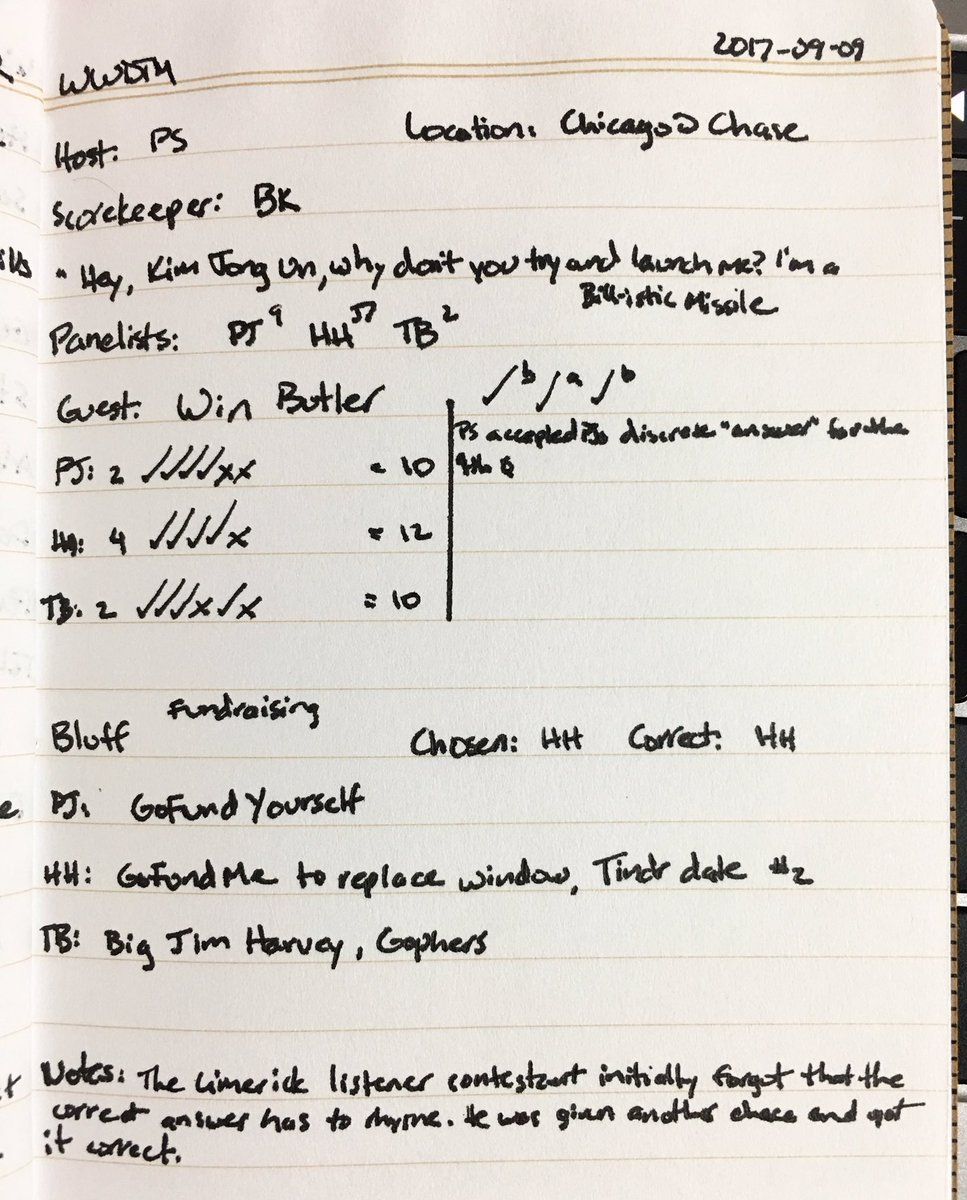 2017-09-09
WWDTM
Host: PS Location: Chicago Chase
Scorekeeper: BK
"Hey, Kim Jong Un, why don't you try and launch me? I'm a
Bill-istic Missile
Panelists: PJ 9 HH TB 2
Guest: Win Butler
✓b ✓a ✓b
PS accepted discrete "answer" for the
9th Q
PJ: 2 ✓✓✓✓xx = 10
HH: 4 ✓✓✓✓x = 12
TB: 2 ✓✓✓x✓x = 10
Fundraising
Bluff Chosen: HH Correct: HH
PJ: GoFund Yourself
HH: GoFundMe to replace window, Tindr date #2
TB: Big Jim Harvey, Gophers
Notes: The Limerick listener contestant initially forgot that the
correct answer has to rhyme. He was given another chace and got
it correct.